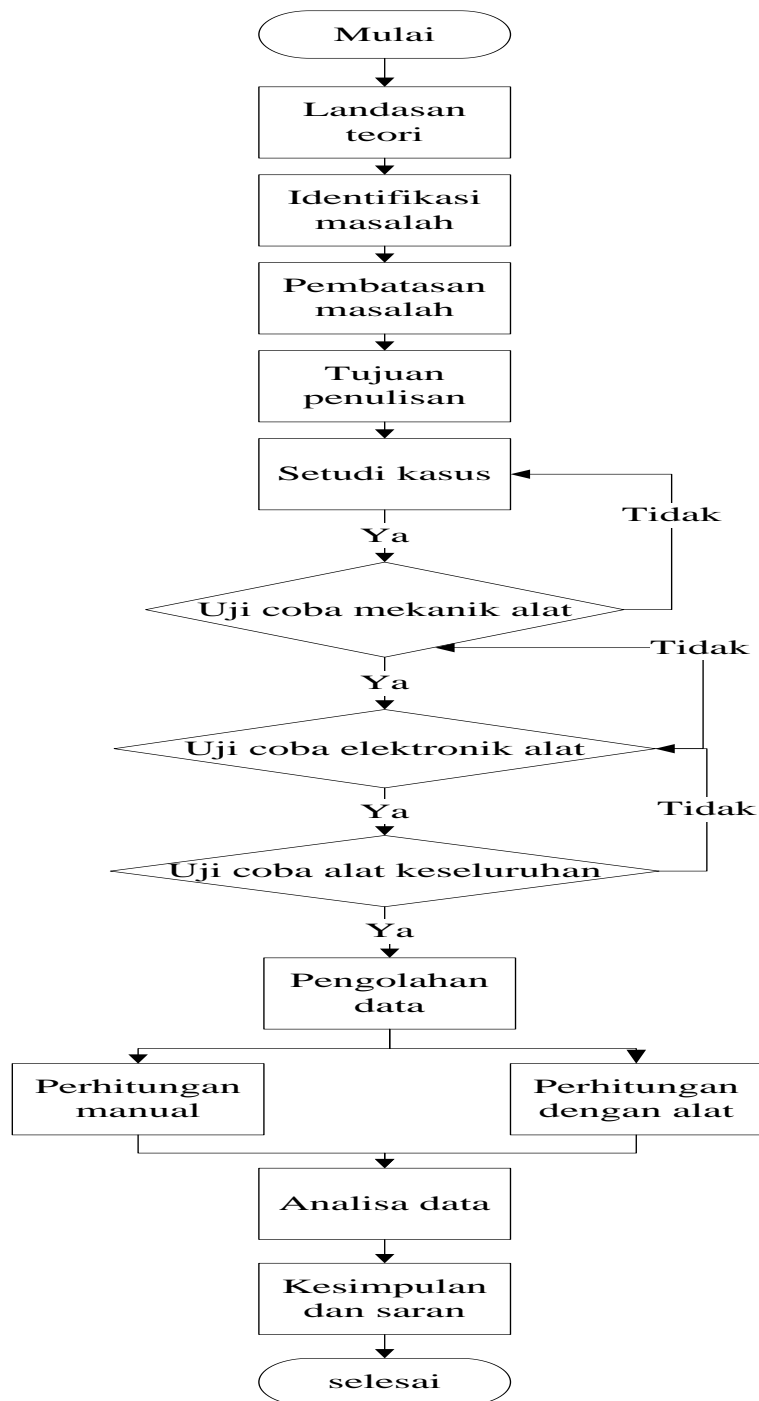 Mulai
Landasan
teori
Identifikasi
masalah
Pembatasan
masalah
Tujuan
penulisan
Setudi kasus
Tidak
Ya
Uji coba mekanik alat
Tidak
Ya
Uji coba elektronik alat
Tidak
Ya
Uji coba alat keseluruhan
Ya
Pengolahan
data
Perhitungan
manual
Perhitungan
dengan alat
Analisa data
Kesimpulan
dan saran
selesai